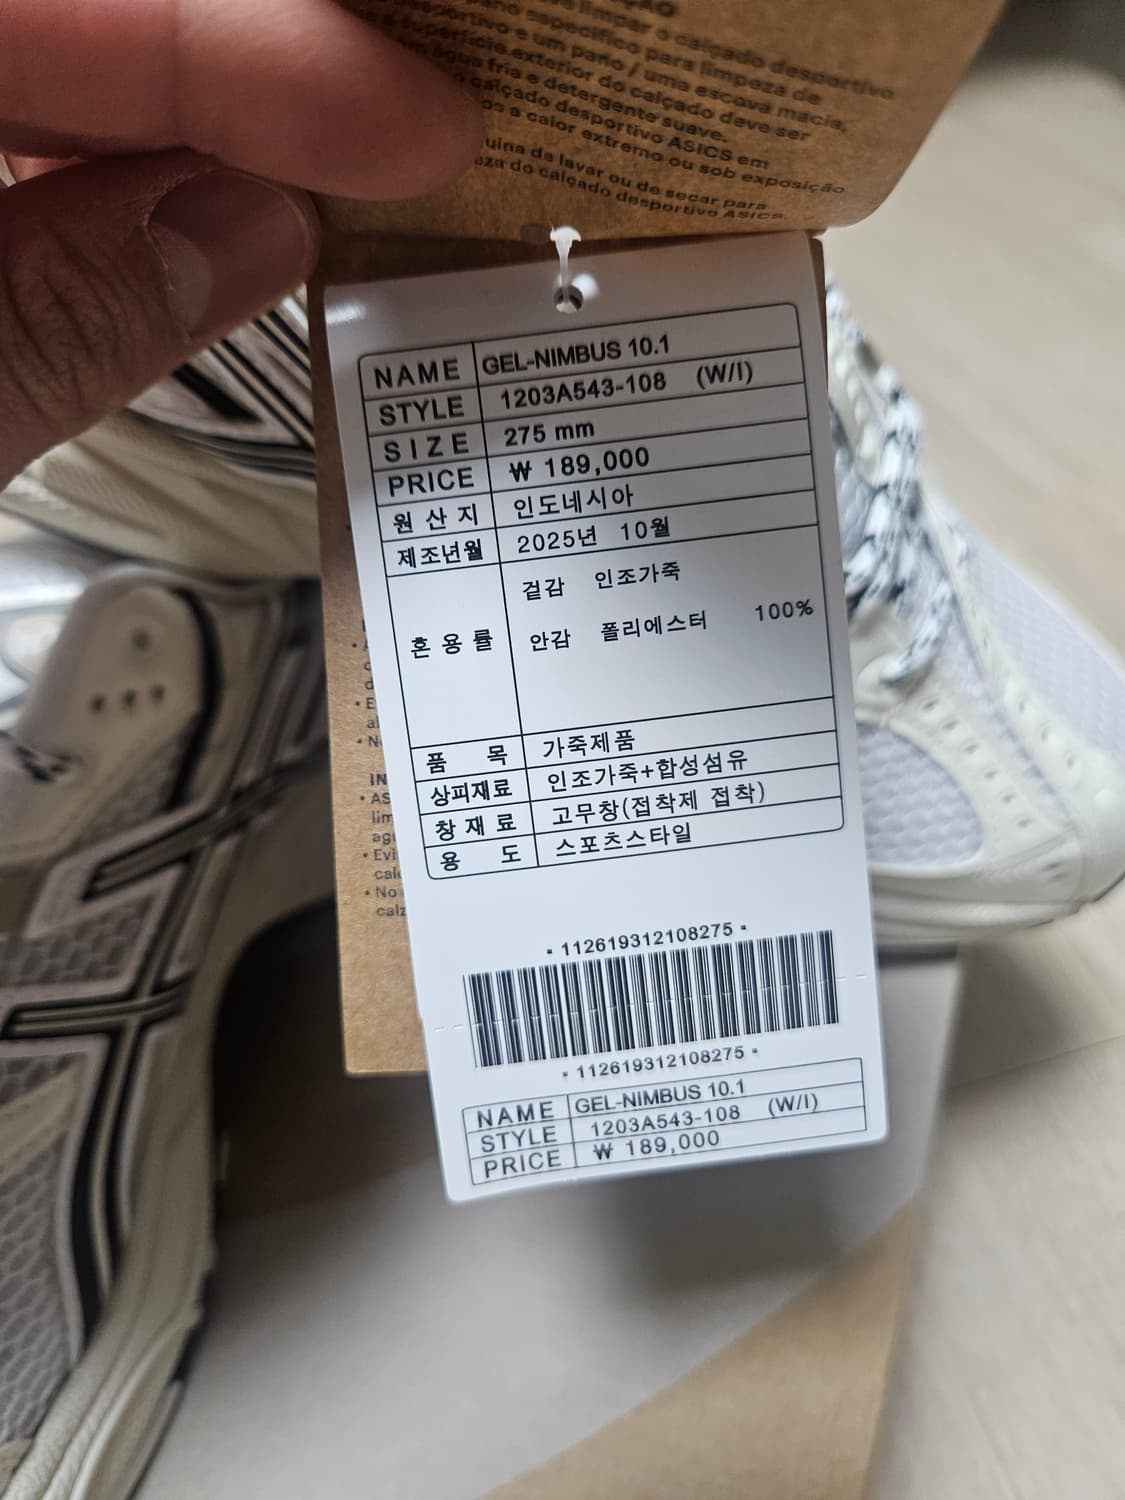 limpar o calçado desportivo
pano específico para limpeza de
desportivo e um pano / uma escova macia,
superfície exterior do calçado deve ser
água fria e detergente suave.
calçado desportivo ASICS em
a calor extremo ou sob exposição
de lavar ou de secar para
do calçado desportivo ASICS.
NAME GEL-NIMBUS 10.1
STYLE 1203A543-108 (W/I)
SIZE 275 mm
PRICE ₩ 189,000
원산지 인도네시아
제조년월 2025년 10월
겉감 인조가죽
혼용률 안감 폴리에스터 100%
품목 가죽제품
상피재료 인조가죽+합성섬유
창재료 고무창(접착제 접착)
용도 스포츠스타일
• 112619312108275 •
• 112619312108275 •
NAME GEL-NIMBUS 10.1
STYLE 1203A543-108 (W/I)
PRICE ₩ 189,000